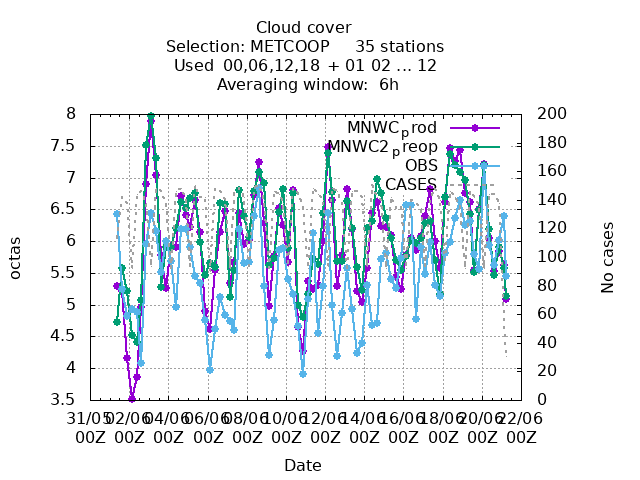 Cloud cover
Selection: METCOOP 35 stations
Used 00,06,12,18 + 01 02 ... 12
Averaging window: 6h
8
7.5
7
6.5
6
5.5
5
4.5
4
3.5
octas
MNWC_prod
MNWC2_preop
OBS
CASES
200
180
160
140
120
100
80
60
40
20
0
No cases
31/05 02/06 04/06 06/06 08/06 10/06 12/06 14/06 16/06 18/06 20/06 22/06
00Z 00Z 00Z 00Z 00Z 00Z 00Z 00Z 00Z 00Z 00Z 00Z
Date